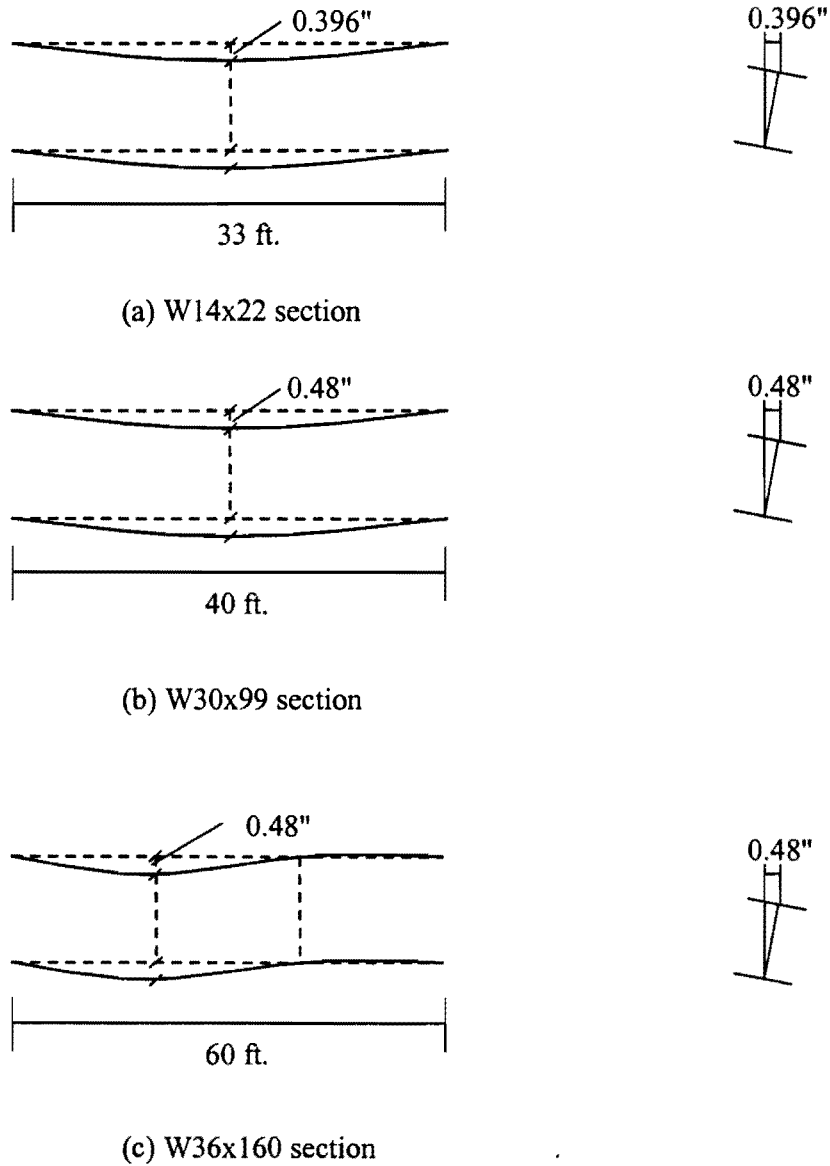 0.396"
0.396"
33 ft.
(a) W14x22 section
0.48"
0.48"
40 ft.
(b) W30x99 section
0.48"
0.48"
60 ft.
(c) W36x160 section